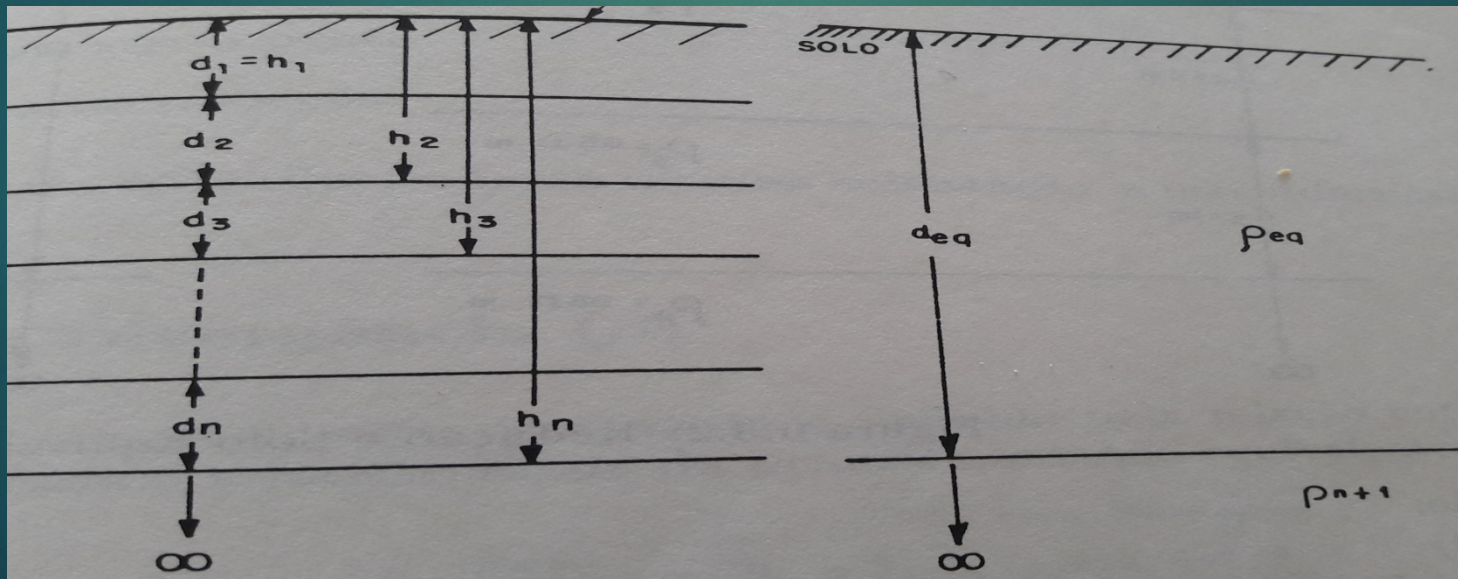 d₁ = h₁
d₂
h₂
d₃
h₃
dₙ
hₙ
∞
SOLO
deq
ρeq
ρn+1
∞